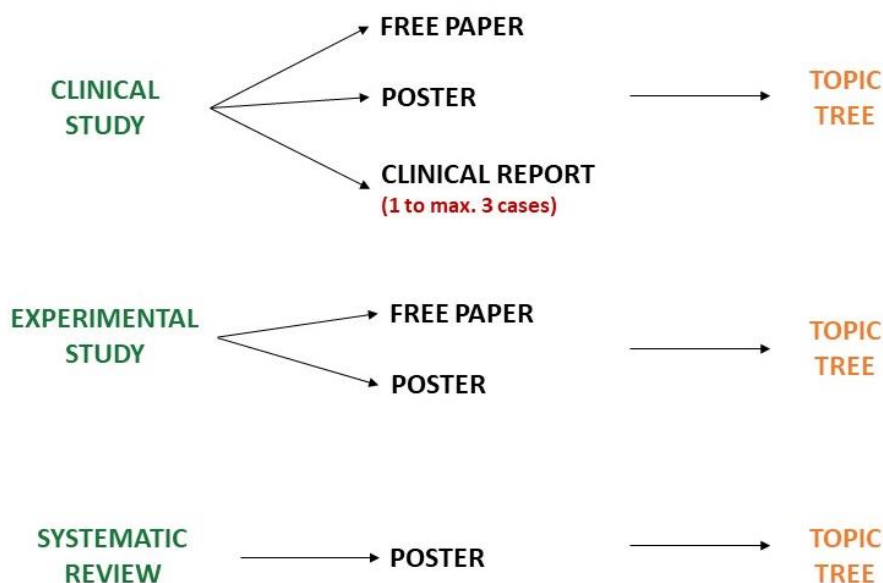 CLINICAL
STUDY
FREE PAPER
POSTER
CLINICAL REPORT
(1 to max. 3 cases)
TOPIC
TREE
EXPERIMENTAL
STUDY
FREE PAPER
POSTER
TOPIC
TREE
SYSTEMATIC
REVIEW
POSTER
TOPIC
TREE